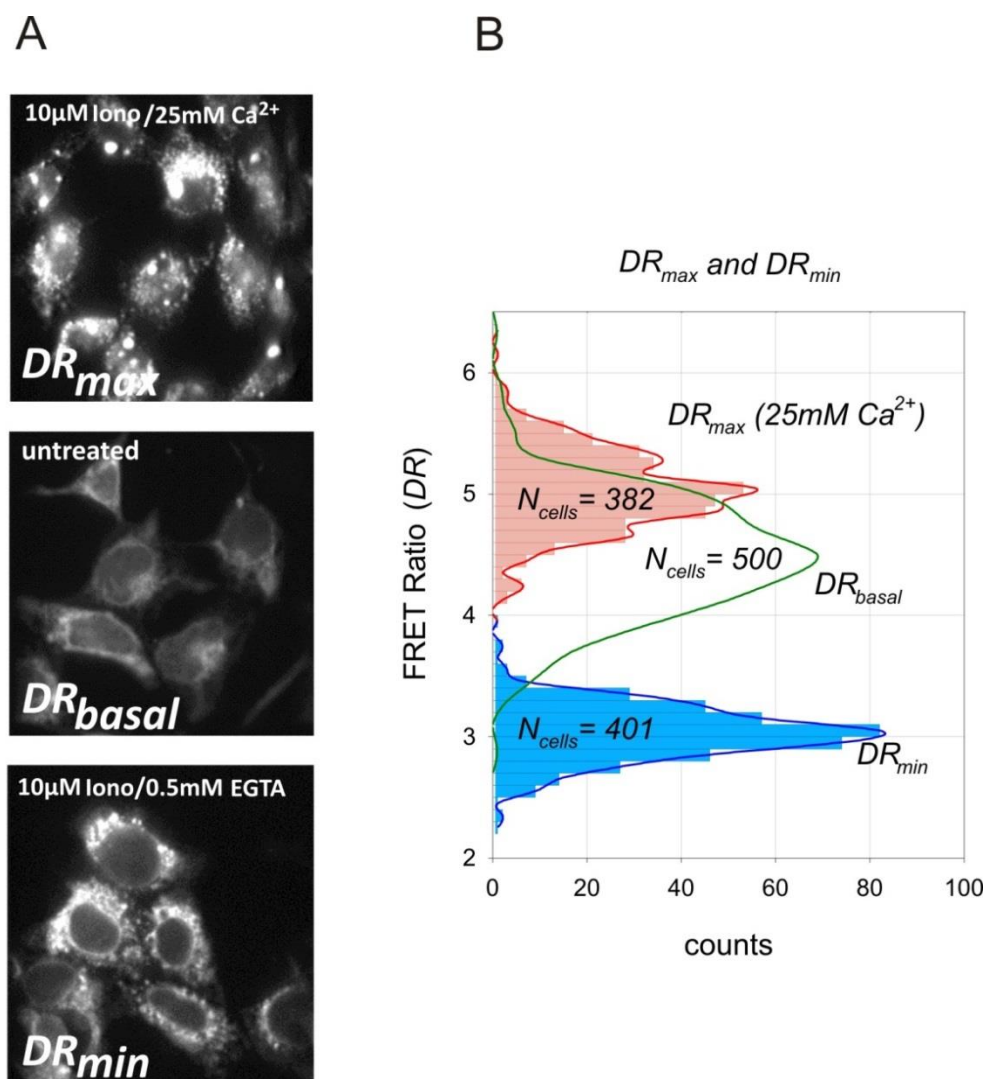 A
10µM Iono/25mM Ca²⁺
DRmax
untreated
DRbasal
10µM Iono/0.5mM EGTA
DRmin
B
DRmax and DRmin
FRET Ratio (DR)
6
5
4
3
2
DRmax (25mM Ca²⁺)
Ncells= 382
Ncells= 500
DRbasal
Ncells= 401
DRmin
0
20
40
60
80
100
counts